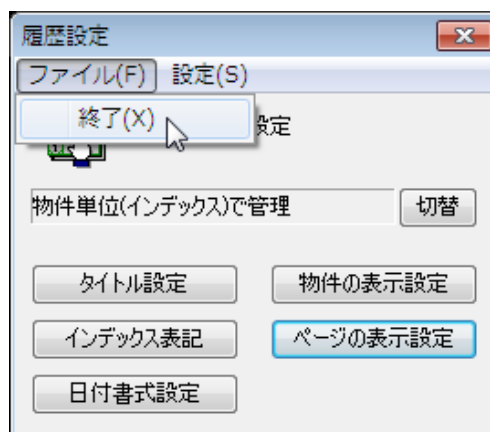 履歴設定
ファイル(F) 設定(S)
終了(X)
設定
物件単位(インデックス)で管理 切替
タイトル設定 物件の表示設定
インデックス表記 ページの表示設定
日付書式設定